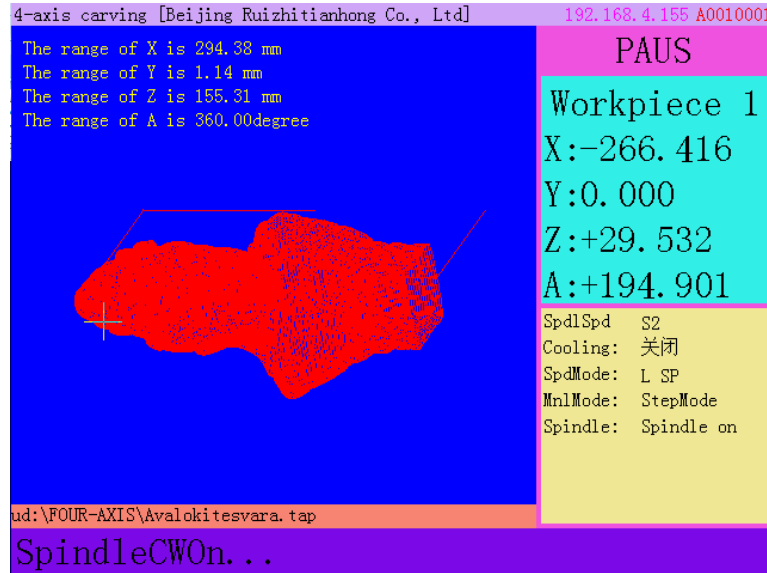 4-axis carving [Beijing Ruizhitianhong Co., Ltd] 192.168.4.155 A0010001
The range of X is 294.38 mm
The range of Y is 1.14 mm
The range of Z is 155.31 mm
The range of A is 360.00degree
PAUS
Workpiece 1
X:-266.416
Y:0.000
Z:+29.532
A:+194.901
SpdlSpd S2
Cooling: 关闭
SpdMode: L SP
MnlMode: StepMode
Spindle: Spindle on
ud:\FOUR-AXIS\Avalokitesvara.tap
SpindleCWOn...